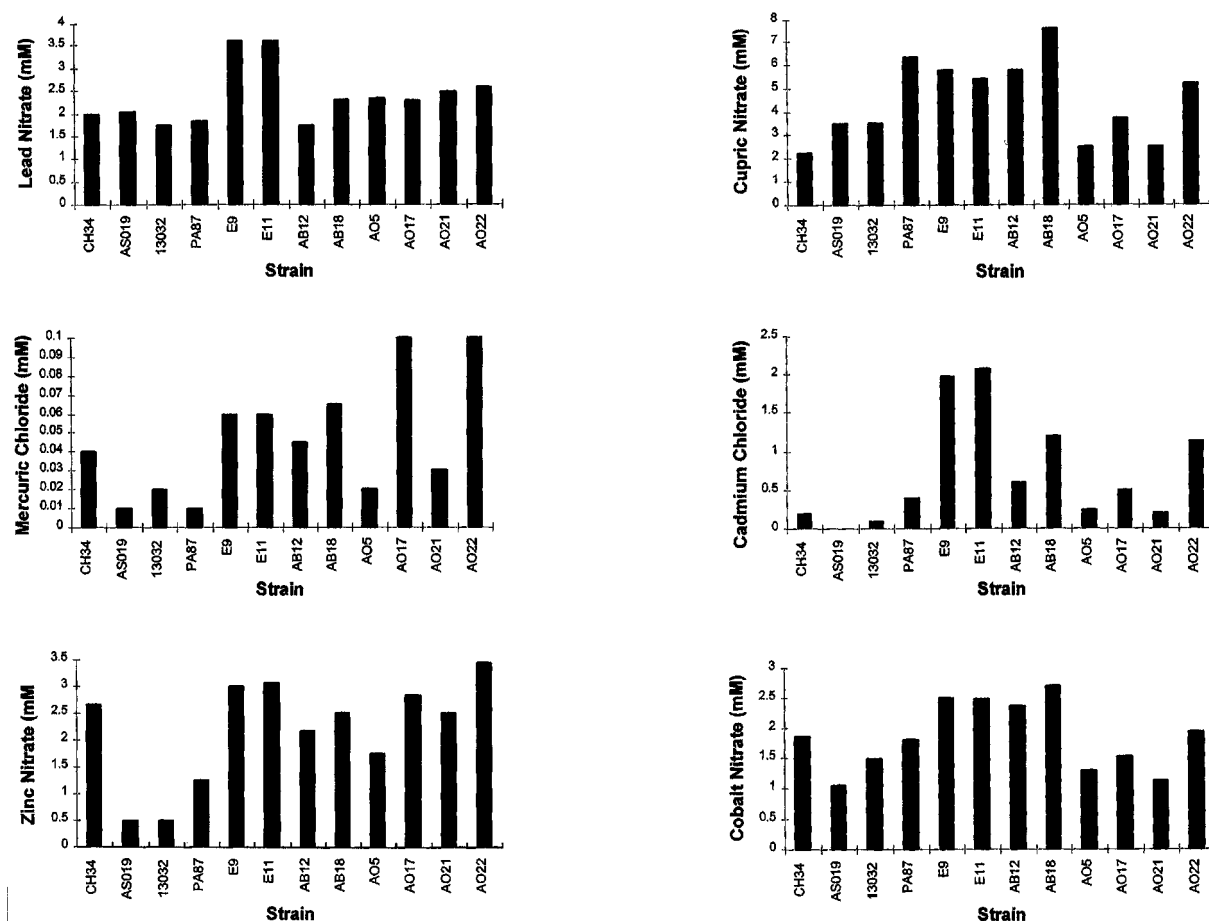 Lead Nitrate (mM)
4
3.5
3
2.5
2
1.5
1
0.5
0
CH34 AS019 13032 PA87 E9 E11 AB12 AB18 AO5 AO17 AO21 AO22
Strain
Cupric Nitrate (mM)
8
7
6
5
4
3
2
1
0
CH34 AS019 13032 PA87 E9 E11 AB12 AB18 AO5 AO17 AO21 AO22
Strain
Mercuric Chloride (mM)
0.1
0.09
0.08
0.07
0.06
0.05
0.04
0.03
0.02
0.01
0
CH34 AS019 13032 PA87 E9 E11 AB12 AB18 AO5 AO17 AO21 AO22
Strain
Cadmium Chloride (mM)
2.5
2
1.5
1
0.5
0
CH34 AS019 13032 PA87 E9 E11 AB12 AB18 AO5 AO17 AO21 AO22
Strain
Zinc Nitrate (mM
3.5
3
2.5
2
1.5
1
0.5
0
CH34 AS019 13032 PA87 E9 E11 AB12 AB18 AO5 AO17 AO21 AO22
Strain
Cobalt Nitrate (mM)
3
2.5
2
1.5
1
0.5
0
CH34 AS019 13032 PA87 E9 E11 AB12 AB18 AO5 AO17 AO21 AO22
Strain